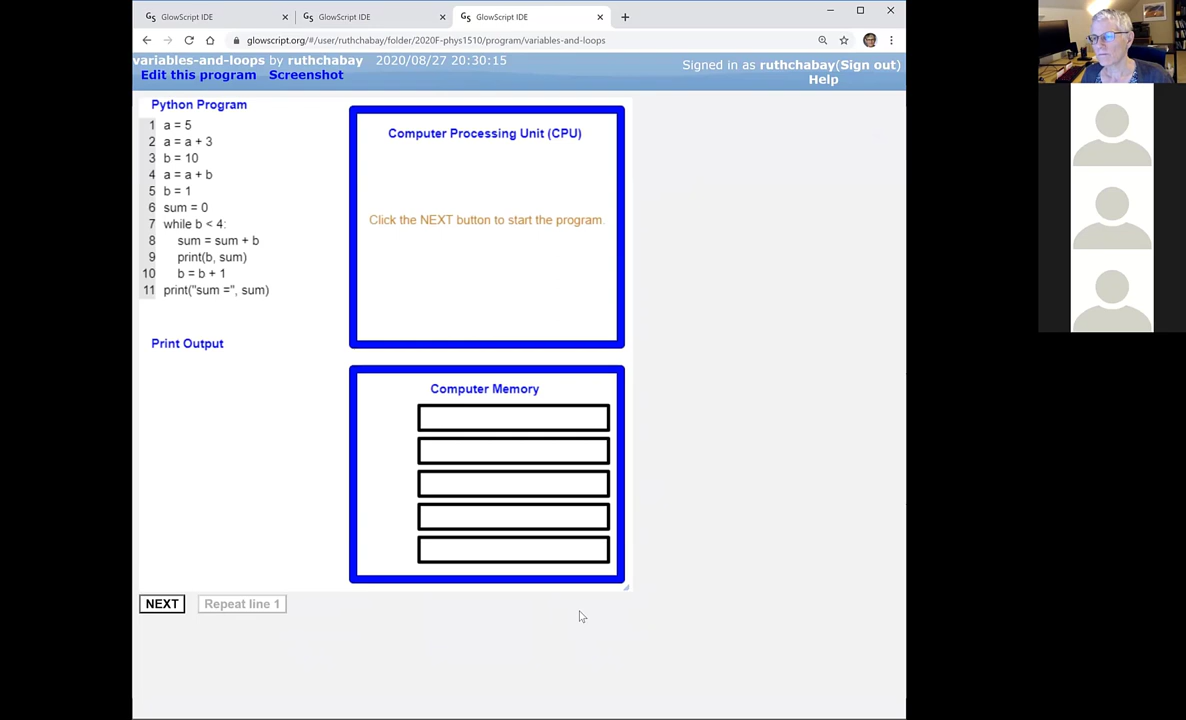 GlowScript IDE
GlowScript IDE
GlowScript IDE
glowscript.org/#/user/ruthchabay/folder/2020F-phys1510/program/variables-and-loops
variables-and-loops by ruthchabay 2020/08/27 20:30:15
Signed in as ruthchabay(Sign out)
Edit this program Screenshot
Help
Python Program
1 a = 5
2 a = a + 3
3 b = 10
4 a = a + b
5 b = 1
6 sum = 0
7 while b < 4:
8 sum = sum + b
9 print(b, sum)
10 b = b + 1
11 print("sum =", sum)
Print Output
Computer Processing Unit (CPU)
Click the NEXT button to start the program.
Computer Memory
NEXT
Repeat line 1